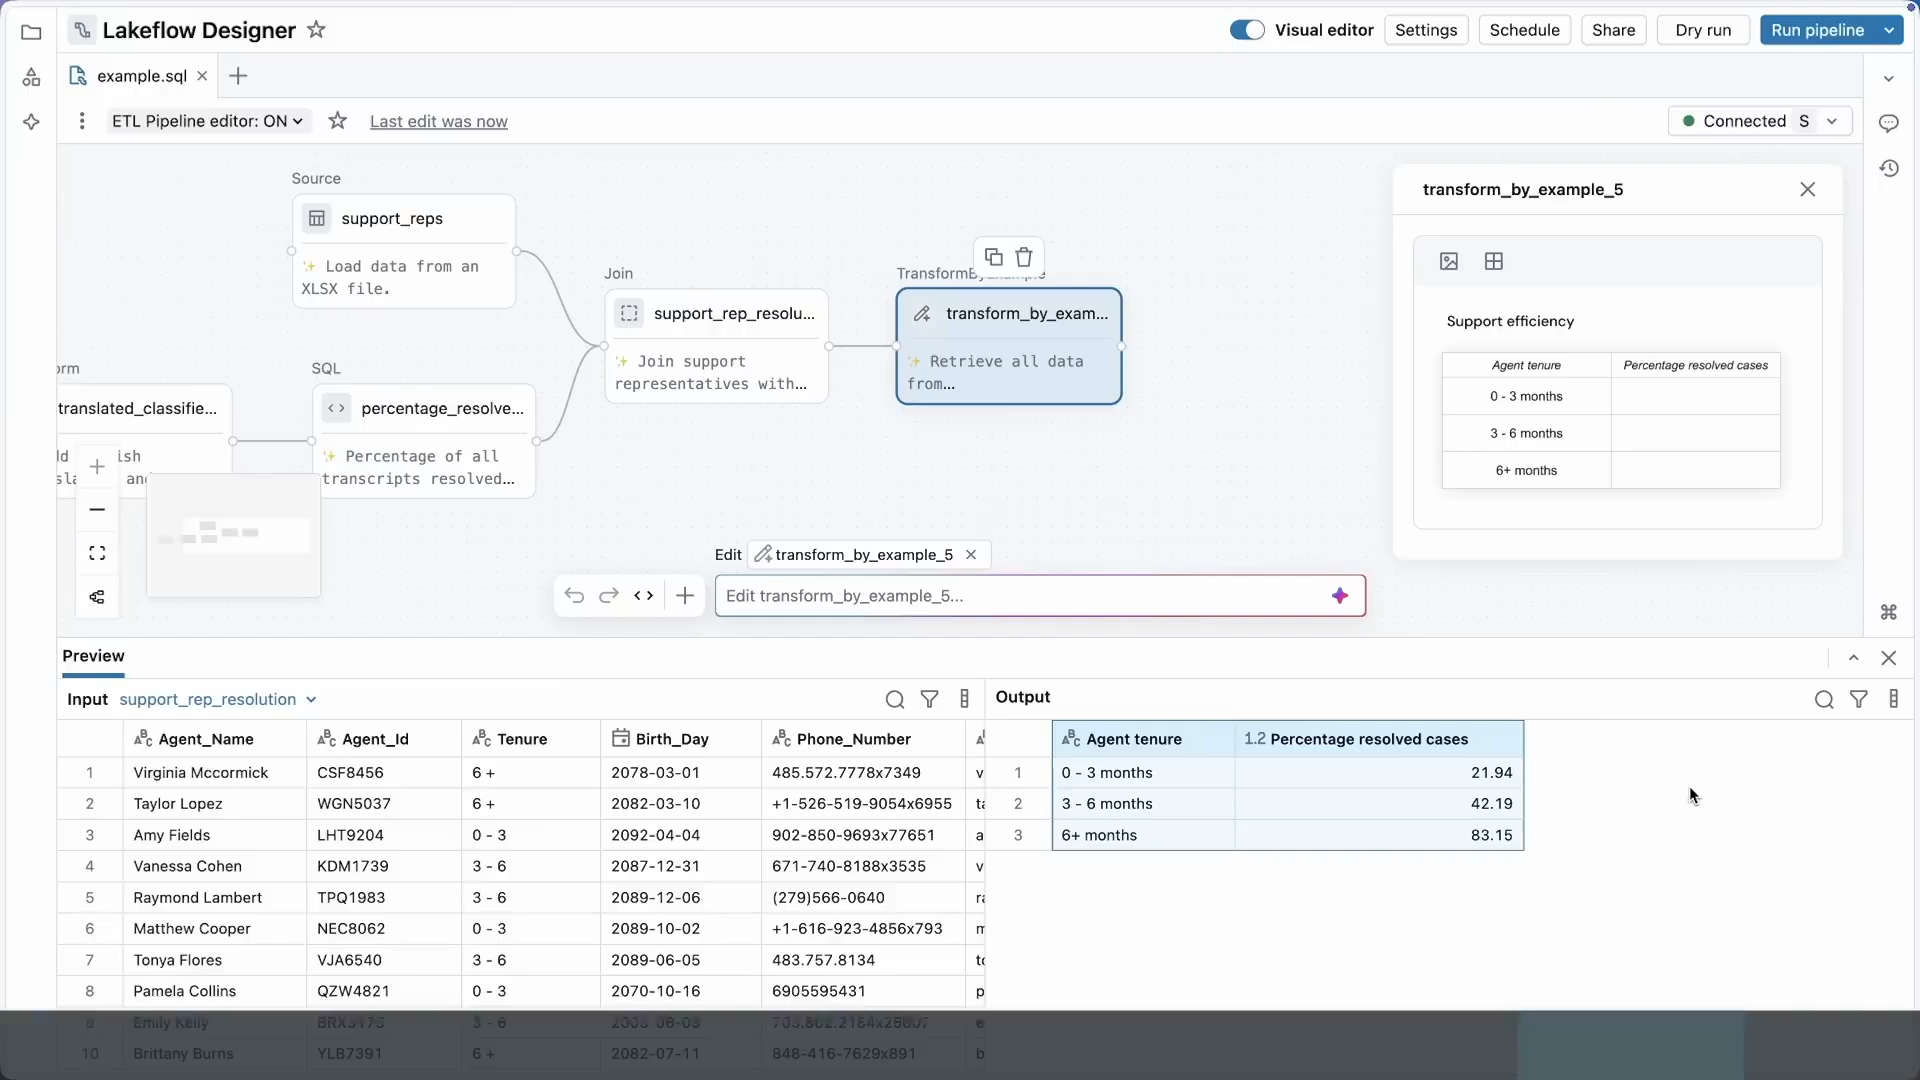 Lakeflow Designer
Visual editor
Settings
Schedule
Share
Dry run
Run pipeline
example.sql
ETL Pipeline editor: ON
Last edit was now
Connected S
Source
support_reps
Load data from an
XLSX file.
Join
support_rep_resolu...
Join support
representatives with...
transform_by_exam...
Retrieve all data
from...
orm
translated_classifie...
SQL
percentage_resolve...
Percentage of all
transcripts resolved...
transform_by_example_5
Support efficiency
Agent tenure Percentage resolved cases
0 - 3 months
3 - 6 months
6+ months
Edit transform_by_example_5
Edit transform_by_example_5...
Preview
Input support_rep_resolution
Agent_Name Agent_Id Tenure Birth_Day Phone_Number
1 Virginia Mccormick CSF8456 6 + 2078-03-01 485.572.7778x7349 v
2 Taylor Lopez WGN5037 6 + 2082-03-10 +1-526-519-9054x6955 ta
3 Amy Fields LHT9204 0 - 3 2092-04-04 902-850-9693x77651 a
4 Vanessa Cohen KDM1739 3 - 6 2087-12-31 671-740-8188x3535 v
5 Raymond Lambert TPQ1983 3 - 6 2089-12-06 (279)566-0640 ra
6 Matthew Cooper NEC8062 0 - 3 2089-10-02 +1-616-923-4856x793 m
7 Tonya Flores VJA6540 3 - 6 2089-06-05 483.757.8134 to
8 Pamela Collins QZW4821 0 - 3 2070-10-16 6905595431 p
9 Emily Kelly 3 - 6
10 Brittany Burns YLB7391 6 + 2082-07-11 848-416-7629x891 b
Output
Agent tenure 1.2 Percentage resolved cases
1 0 - 3 months 21.94
2 3 - 6 months 42.19
3 6+ months 83.15